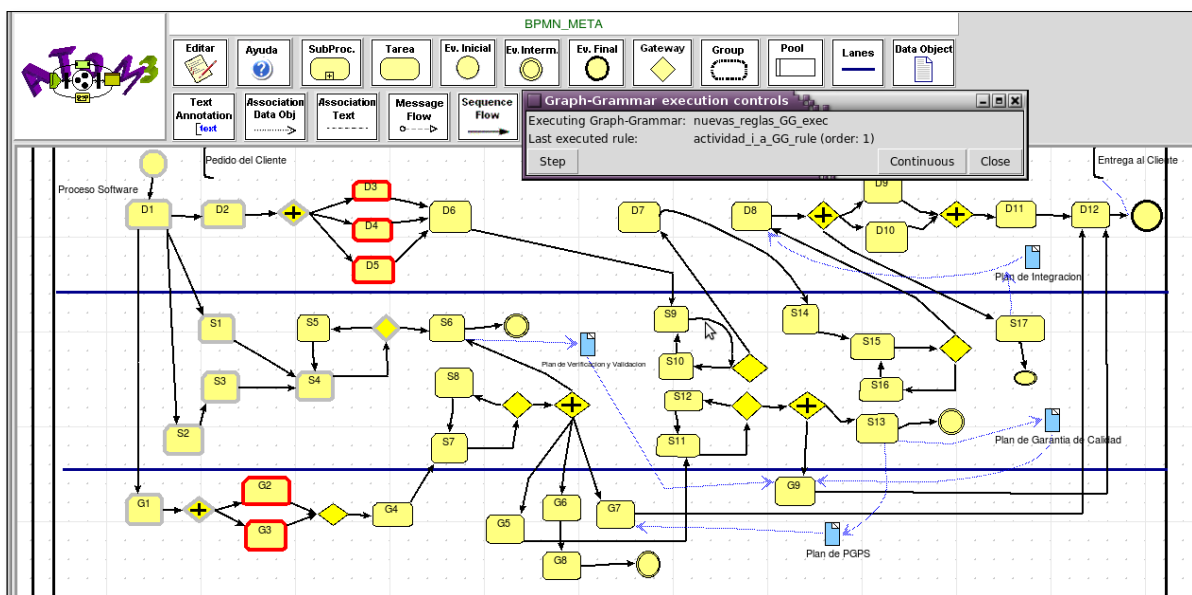 BPMN_META
ATOM3
Editar
Ayuda
SubProc.
Tarea
Ev. Inicial
Ev. Interm.
Ev. Final
Gateway
Group
Pool
Lanes
Data Object
Text
Annotation
text
Association
Data Obj
Association
Text
Message
Flow
Sequence
Flow
Graph-Grammar execution controls
Executing Graph-Grammar: nuevas_reglas_GG_exec
Last executed rule: actividad_i_a_GG_rule (order: 1)
Step
Continuous
Close
Pedido del Cliente
Entrega al Cliente
Proceso Software
D1
D2
D3
D4
D5
D6
D7
D8
D9
D10
D11
D12
Plan de Integracion
S1
S5
S6
S9
S14
S17
Plan de Verificacion y Validacion
S15
S10
S16
S3
S4
S8
S12
S2
S7
S11
S13
Plan de Garantia de Calidad
G1
G2
G3
G4
G5
G6
G7
G8
G9
Plan de PGPS